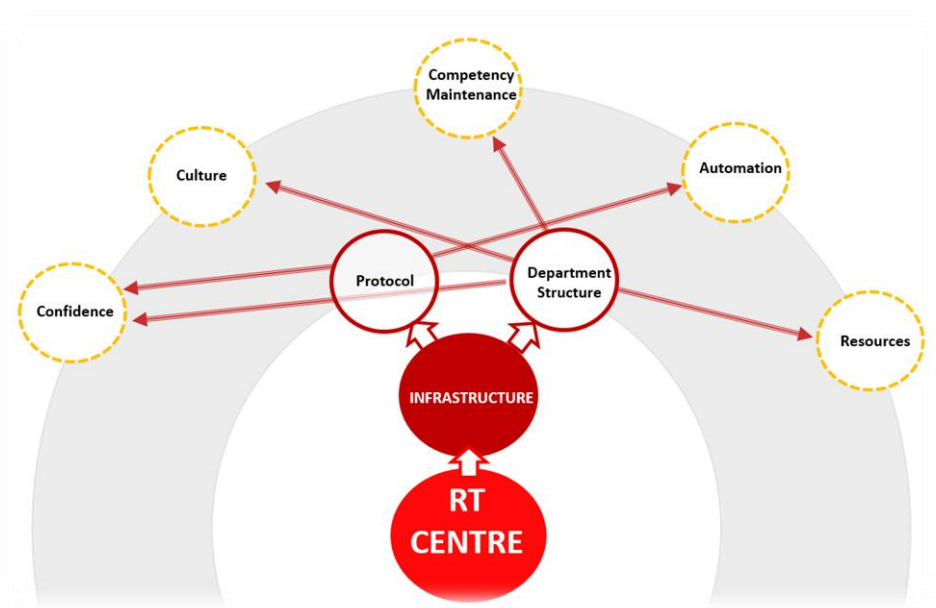 Competency
Maintenance
Culture
Automation
Protocol
Department
Structure
Confidence
Resources
INFRASTRUCTURE
RT
CENTRE